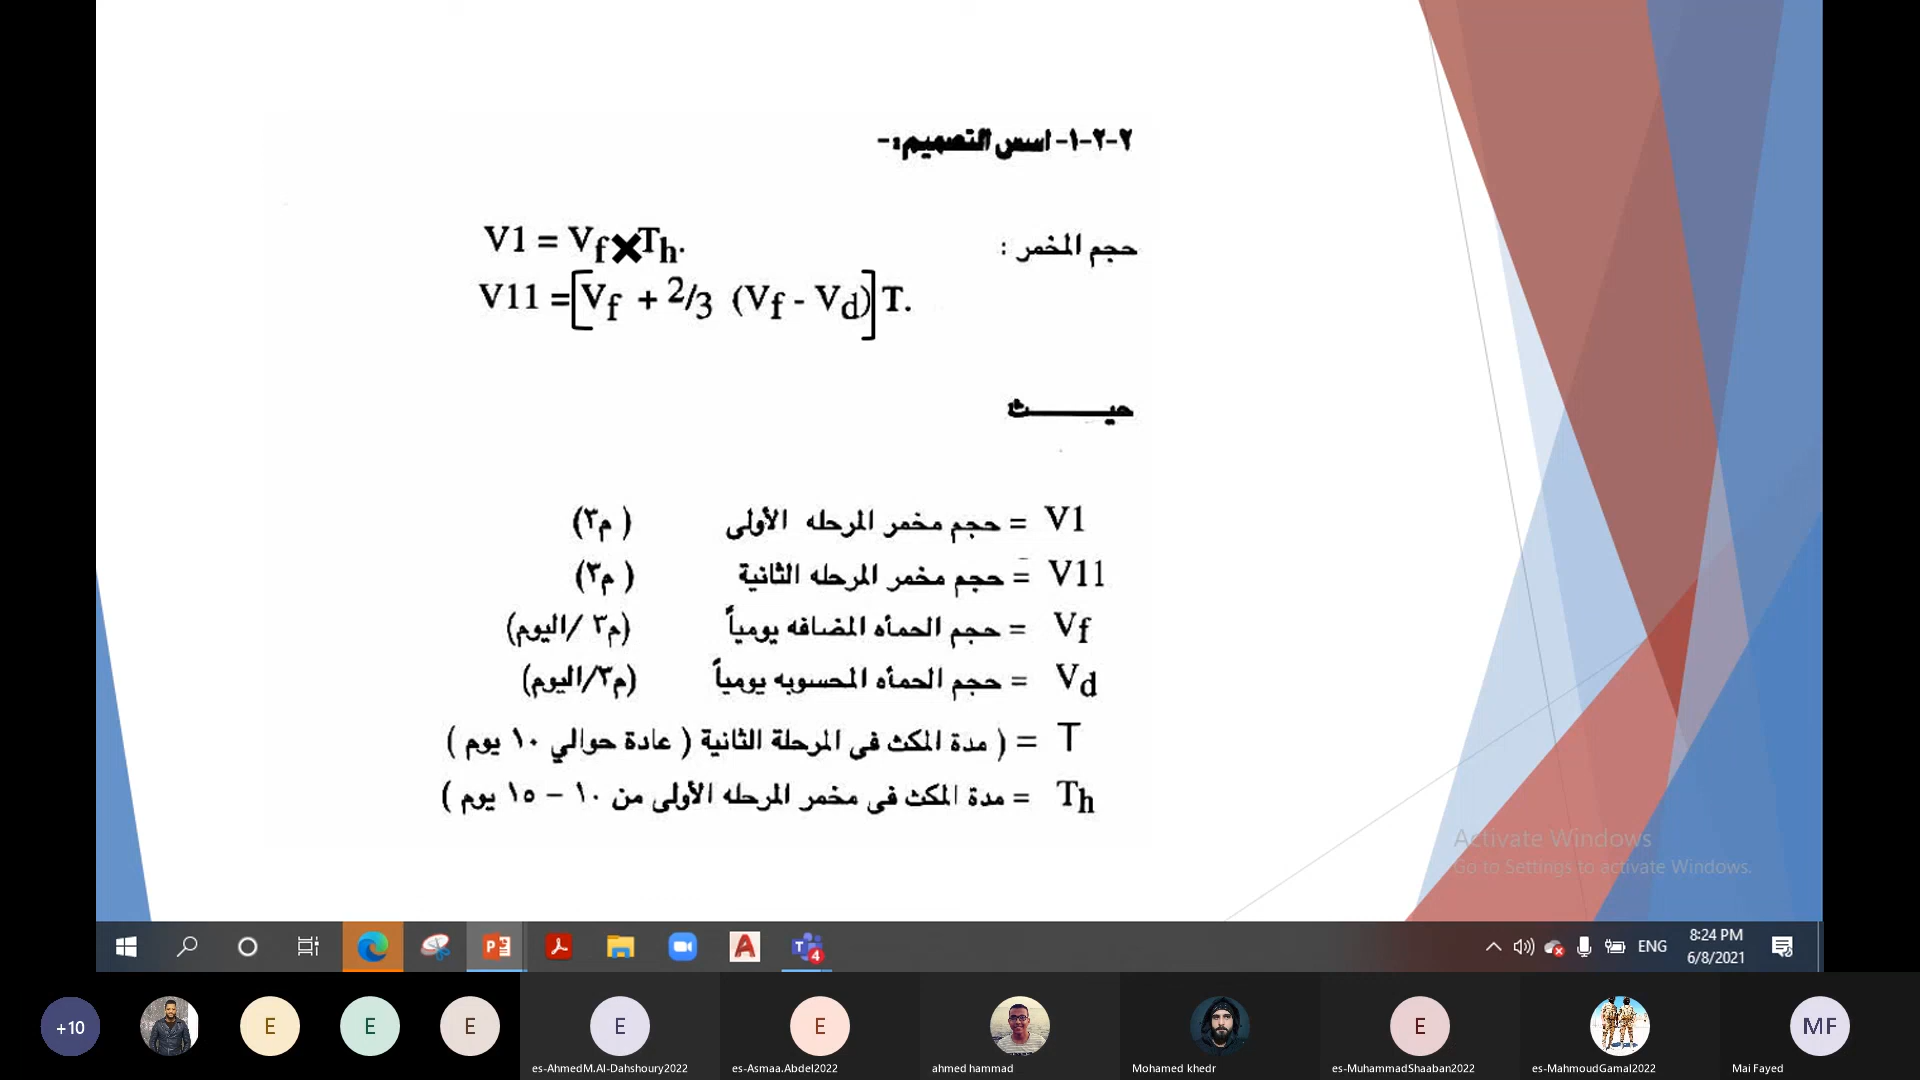 ٢-٢-١- اسس التصميم :-
حجم المخمر :
V1 = Vf×Th.
V11 =[Vf + 2/3 (Vf - Vd)] T.
حيـــــث
V1 = حجم مخمر المرحله الأولى ( م٣)
V11 = حجم مخمر المرحله الثانية ( م٣)
Vf = حجم الحمأه المضافه يومياً (م٣ /اليوم)
Vd = حجم الحمأه المحسوبه يومياً (م٣/اليوم)
T = ( مدة المكث فى المرحلة الثانية ( عادة حوالي ١٠ يوم )
Th = مدة المكث فى مخمر المرحله الأولى من ١٠ – ١٥ يوم )
Activate Windows
Go to Settings to activate Windows.
4
ENG
8:24 PM
6/8/2021
+10
E
E
E
E
E
E
MF
es-AhmedM.Al-Dahshoury2022
es-Asmaa.Abdel2022
ahmed hammad
Mohamed khedr
es-MuhammadShaaban2022
es-MahmoudGamal2022
Mai Fayed